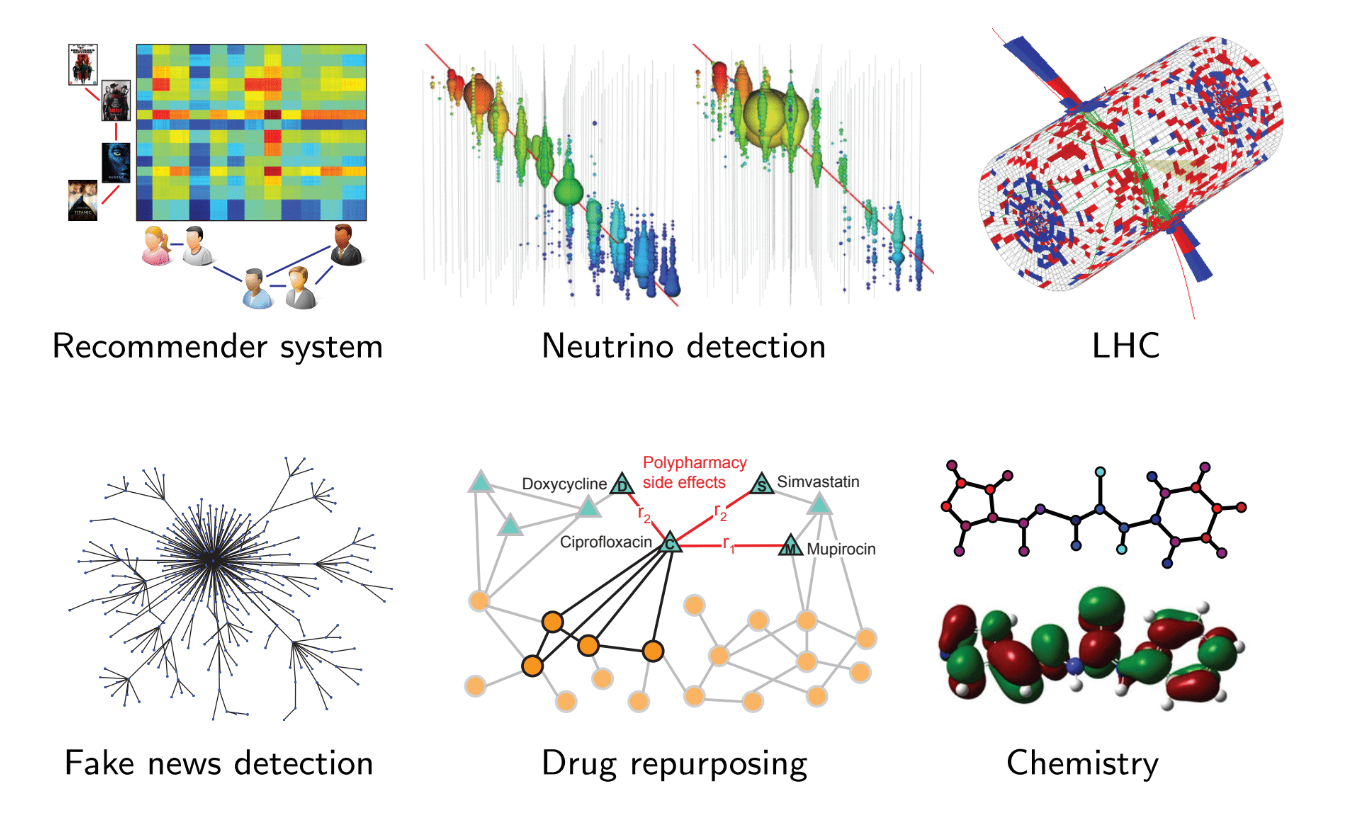 Recommender system
Neutrino detection
LHC
Polypharmacy
side effects
Doxycycline
D
S
Simvastatin
r2
r2
Ciprofloxacin
C
r1
M
Mupirocin
Fake news detection
Drug repurposing
Chemistry